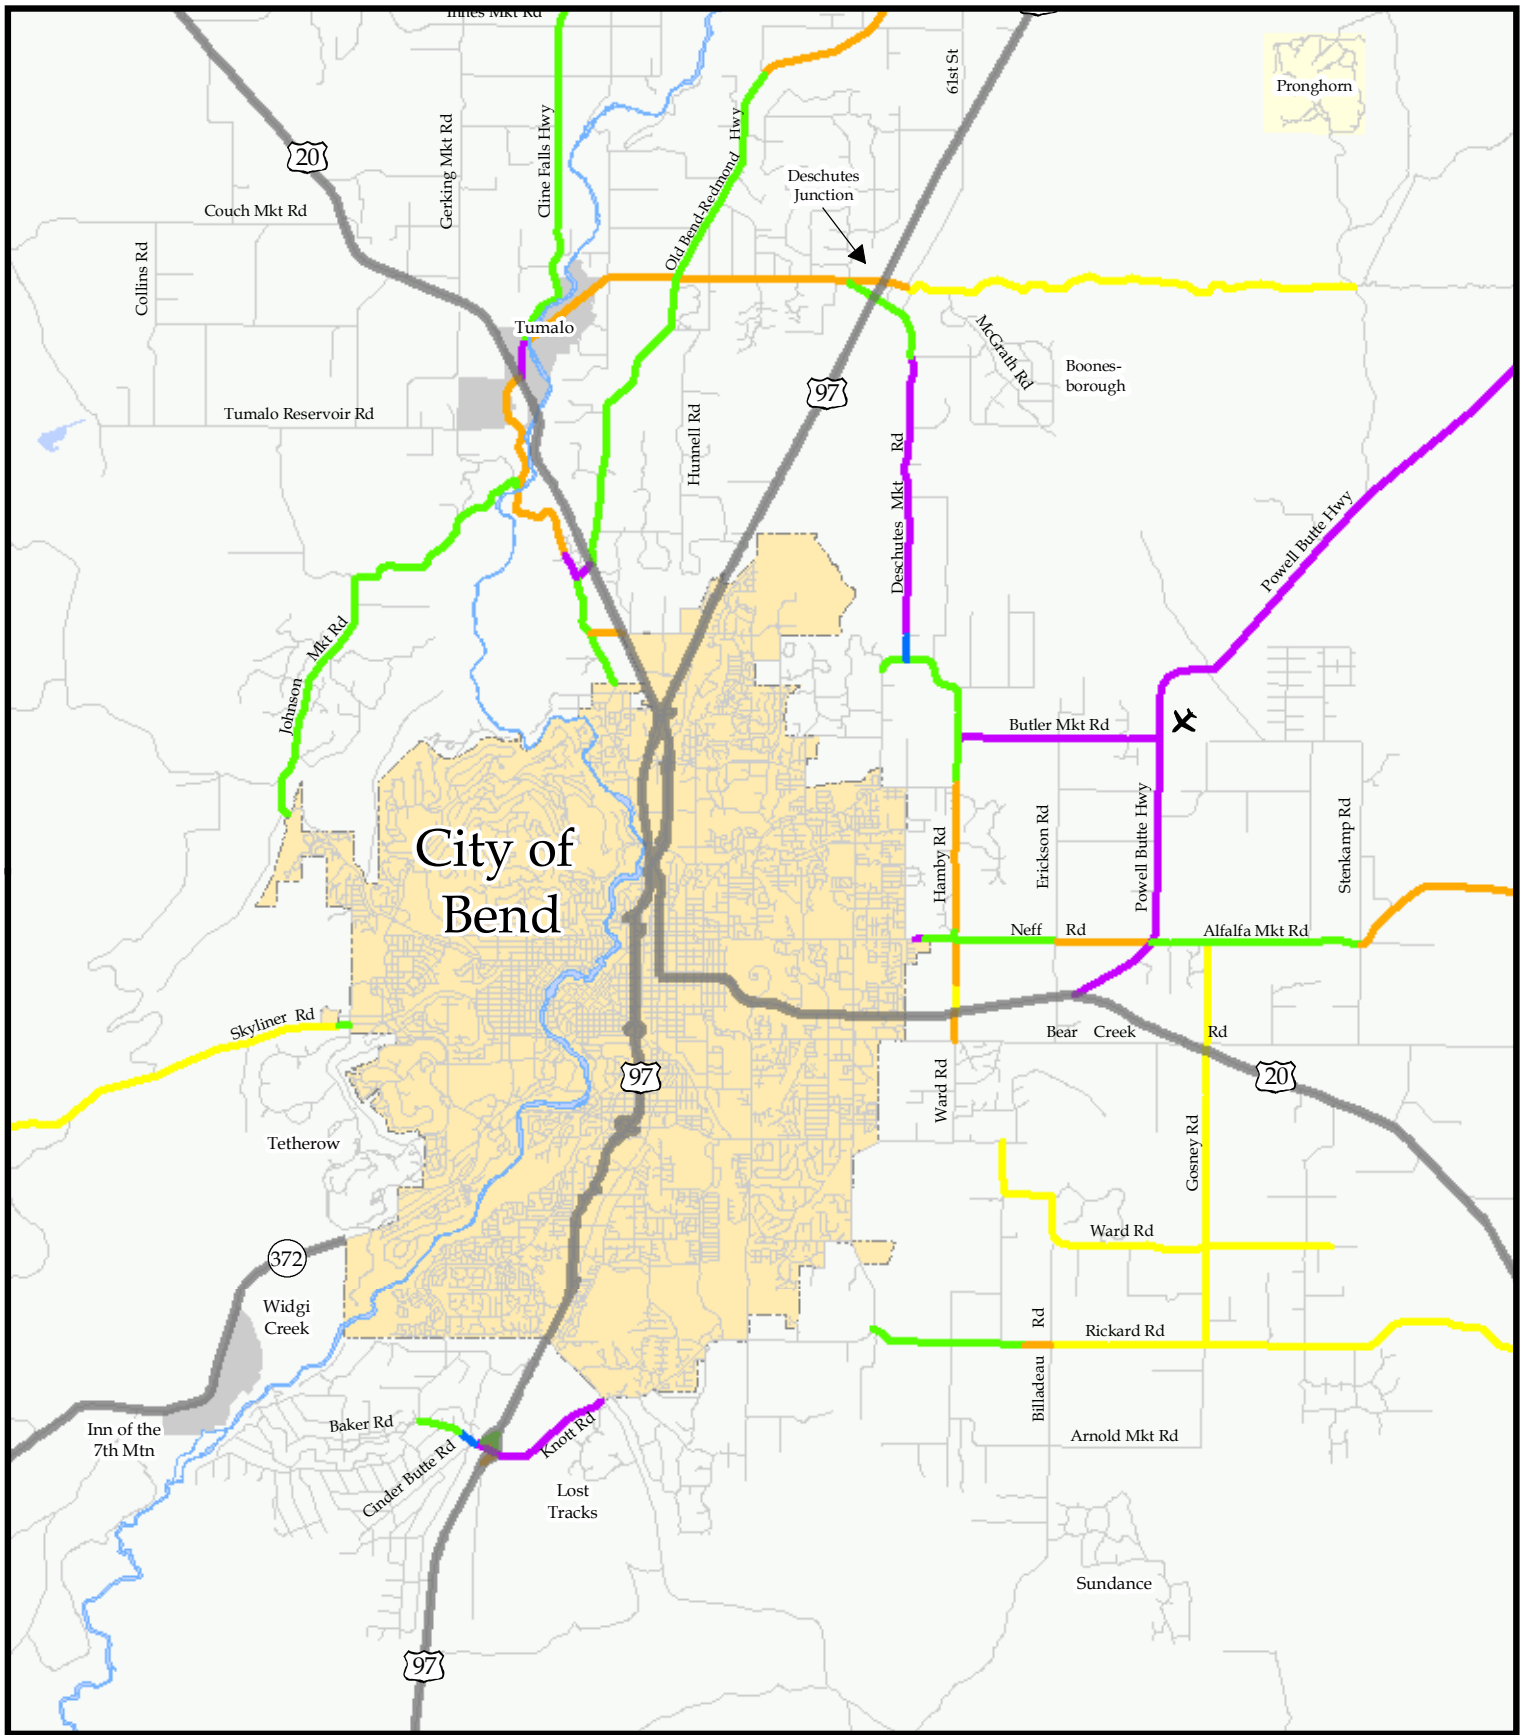 Innes Mkt Rd
61st St
Pronghorn
20
Gerking Mkt Rd
Cline Falls Hwy
Old Bend-Redmond Hwy
Deschutes
Junction
Couch Mkt Rd
Collins Rd
Tumalo
McGrath Rd
Boones-
borough
97
Tumalo Reservoir Rd
Hunnell Rd
Deschutes Mkt Rd
Powell Butte Hwy
Johnson Mkt Rd
Butler Mkt Rd
City of
Bend
Hamby Rd
Erickson Rd
Powell Butte Hwy
Stenkamp Rd
Neff Rd
Alfalfa Mkt Rd
Skyliner Rd
Bear Creek Rd
97
20
Ward Rd
Tetherow
Gosney Rd
Ward Rd
372
Widgi
Creek
Billadeau Rd
Rickard Rd
Inn of the
7th Mtn
Baker Rd
Cinder Butte Rd
Knott Rd
Arnold Mkt Rd
Lost
Tracks
Sundance
97